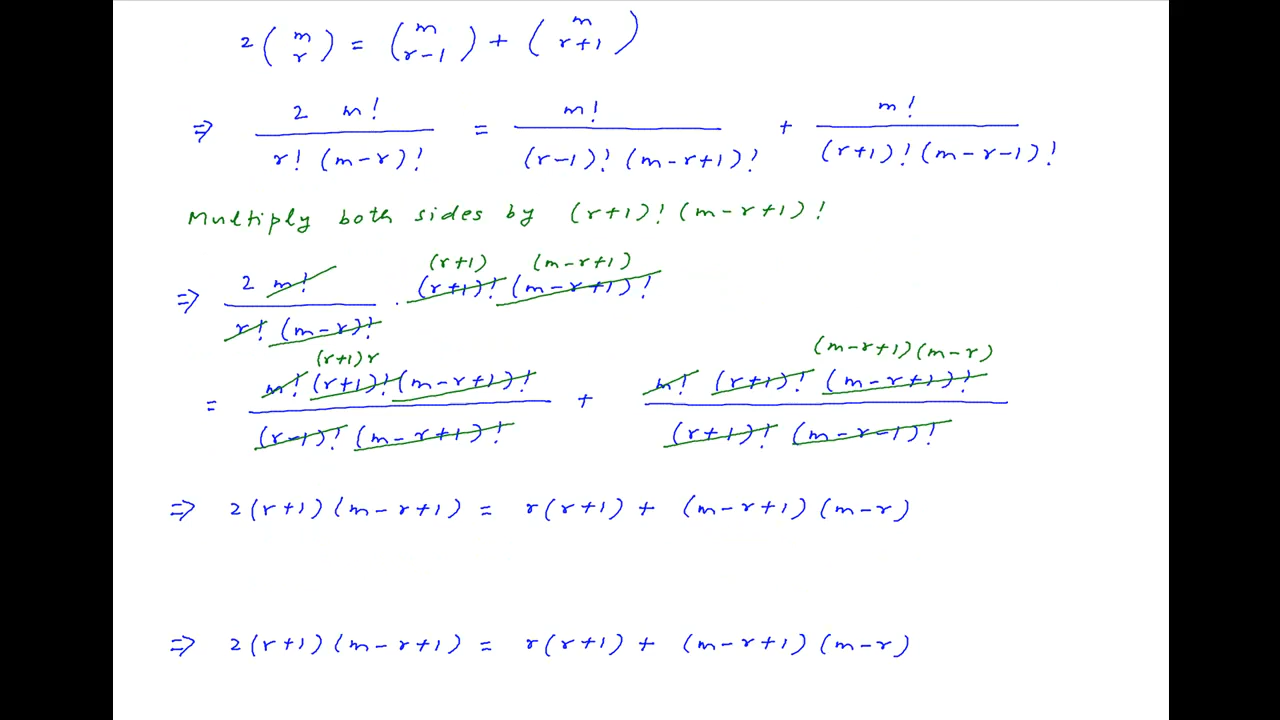 2 (m r) = (m r−1) + (m r+1)
⇒ 2 m! / r! (m−r)! = m! / (r−1)! (m−r+1)! + m! / (r+1)! (m−r−1)!
Multiply both sides by (r+1)! (m−r+1)!
(r+1) (m−r+1)
⇒ 2 m! / r! (m−r)! . (r+1)! (m−r+1)!
(r+1)r (m−r+1)(m−r)
= m! (r+1)! (m−r+1)! / (r−1)! (m−r+1)! + m! (r+1)! (m−r+1)! / (r+1)! (m−r−1)!
⇒ 2(r+1)(m−r+1) = r(r+1) + (m−r+1)(m−r)
⇒ 2(r+1)(m−r+1) = r(r+1) + (m−r+1)(m−r)